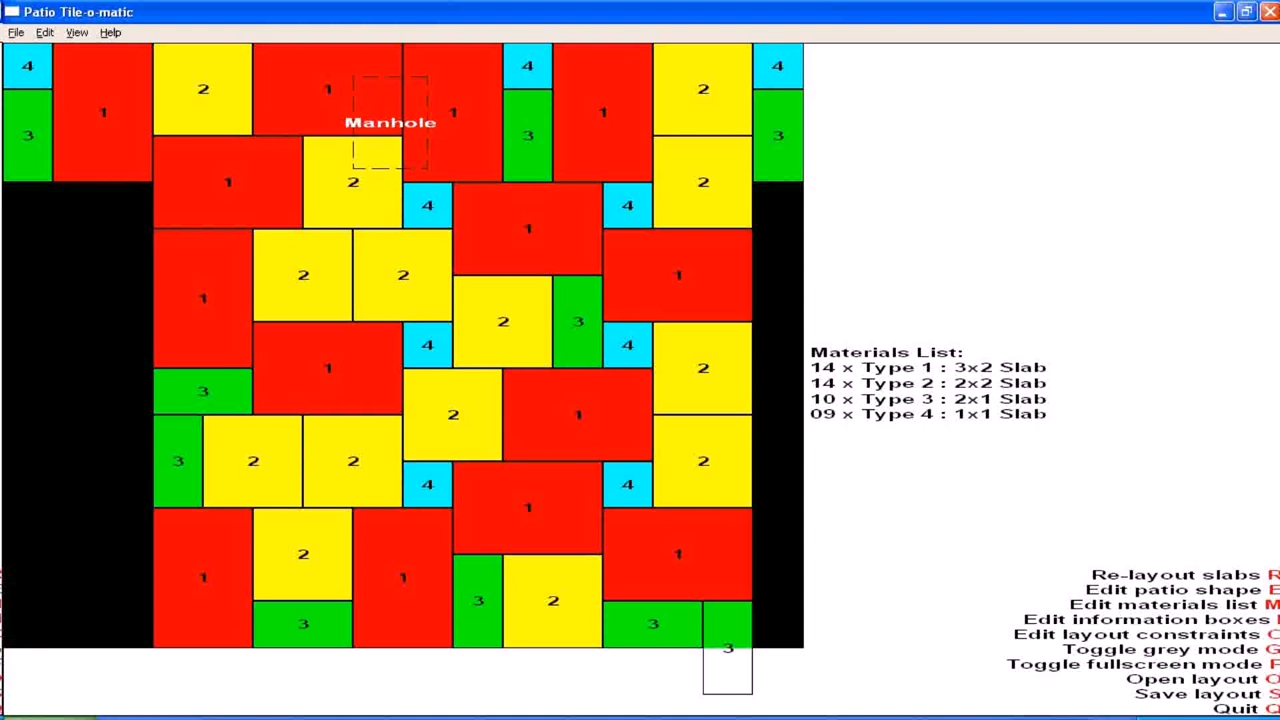 Patio Tile-o-matic
File Edit View Help
4 1 2 1 1 4 1 2 4
Manhole
3 3 3
1 2 2
4 4
1
1 2 2 1
1 2 3
4 4
1 2
3
2 1
3 2 2 2
4 4
1
2 1
1 1
3 2
3 3
3
Materials List:
14 x Type 1 : 3x2 Slab
14 x Type 2 : 2x2 Slab
10 x Type 3 : 2x1 Slab
09 x Type 4 : 1x1 Slab
Re-layout slabs R
Edit patio shape E
Edit materials list M
Edit information boxes
Edit layout constraints C
Toggle grey mode G
Toggle fullscreen mode F
Open layout O
Save layout S
Quit Q